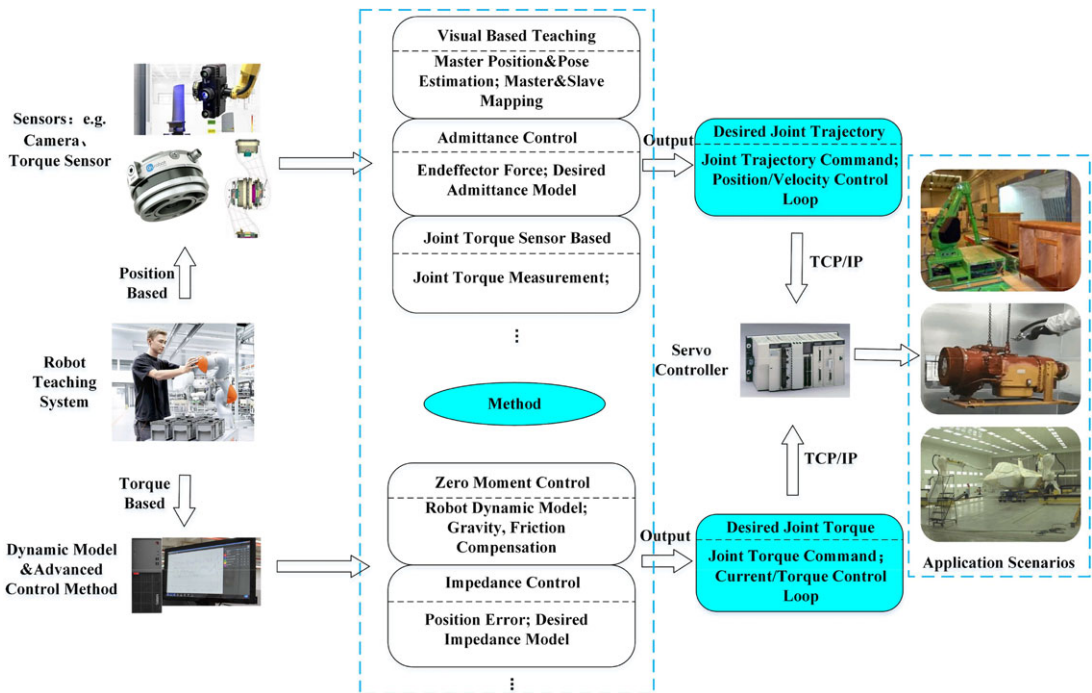 Sensors：e.g.
Camera、
Torque Sensor
Position
Based
Robot
Teaching
System
Torque
Based
Dynamic Model
&Advanced
Control Method
Visual Based Teaching
Master Position&Pose
Estimation; Master&Slave
Mapping
Admittance Control
Endeffector Force; Desired
Admittance Model
Joint Torque Sensor Based
Joint Torque Measurement;
...
Method
Zero Moment Control
Robot Dynamic Model;
Gravity, Friction
Compensation
Impedance Control
Position Error; Desired
Impedance Model
...
Output
Desired Joint Trajectory
Joint Trajectory Command;
Position/Velocity Control
Loop
TCP/IP
Servo
Controller
TCP/IP
Output
Desired Joint Torque
Joint Torque Command；
Current/Torque Control
Loop
Application Scenarios